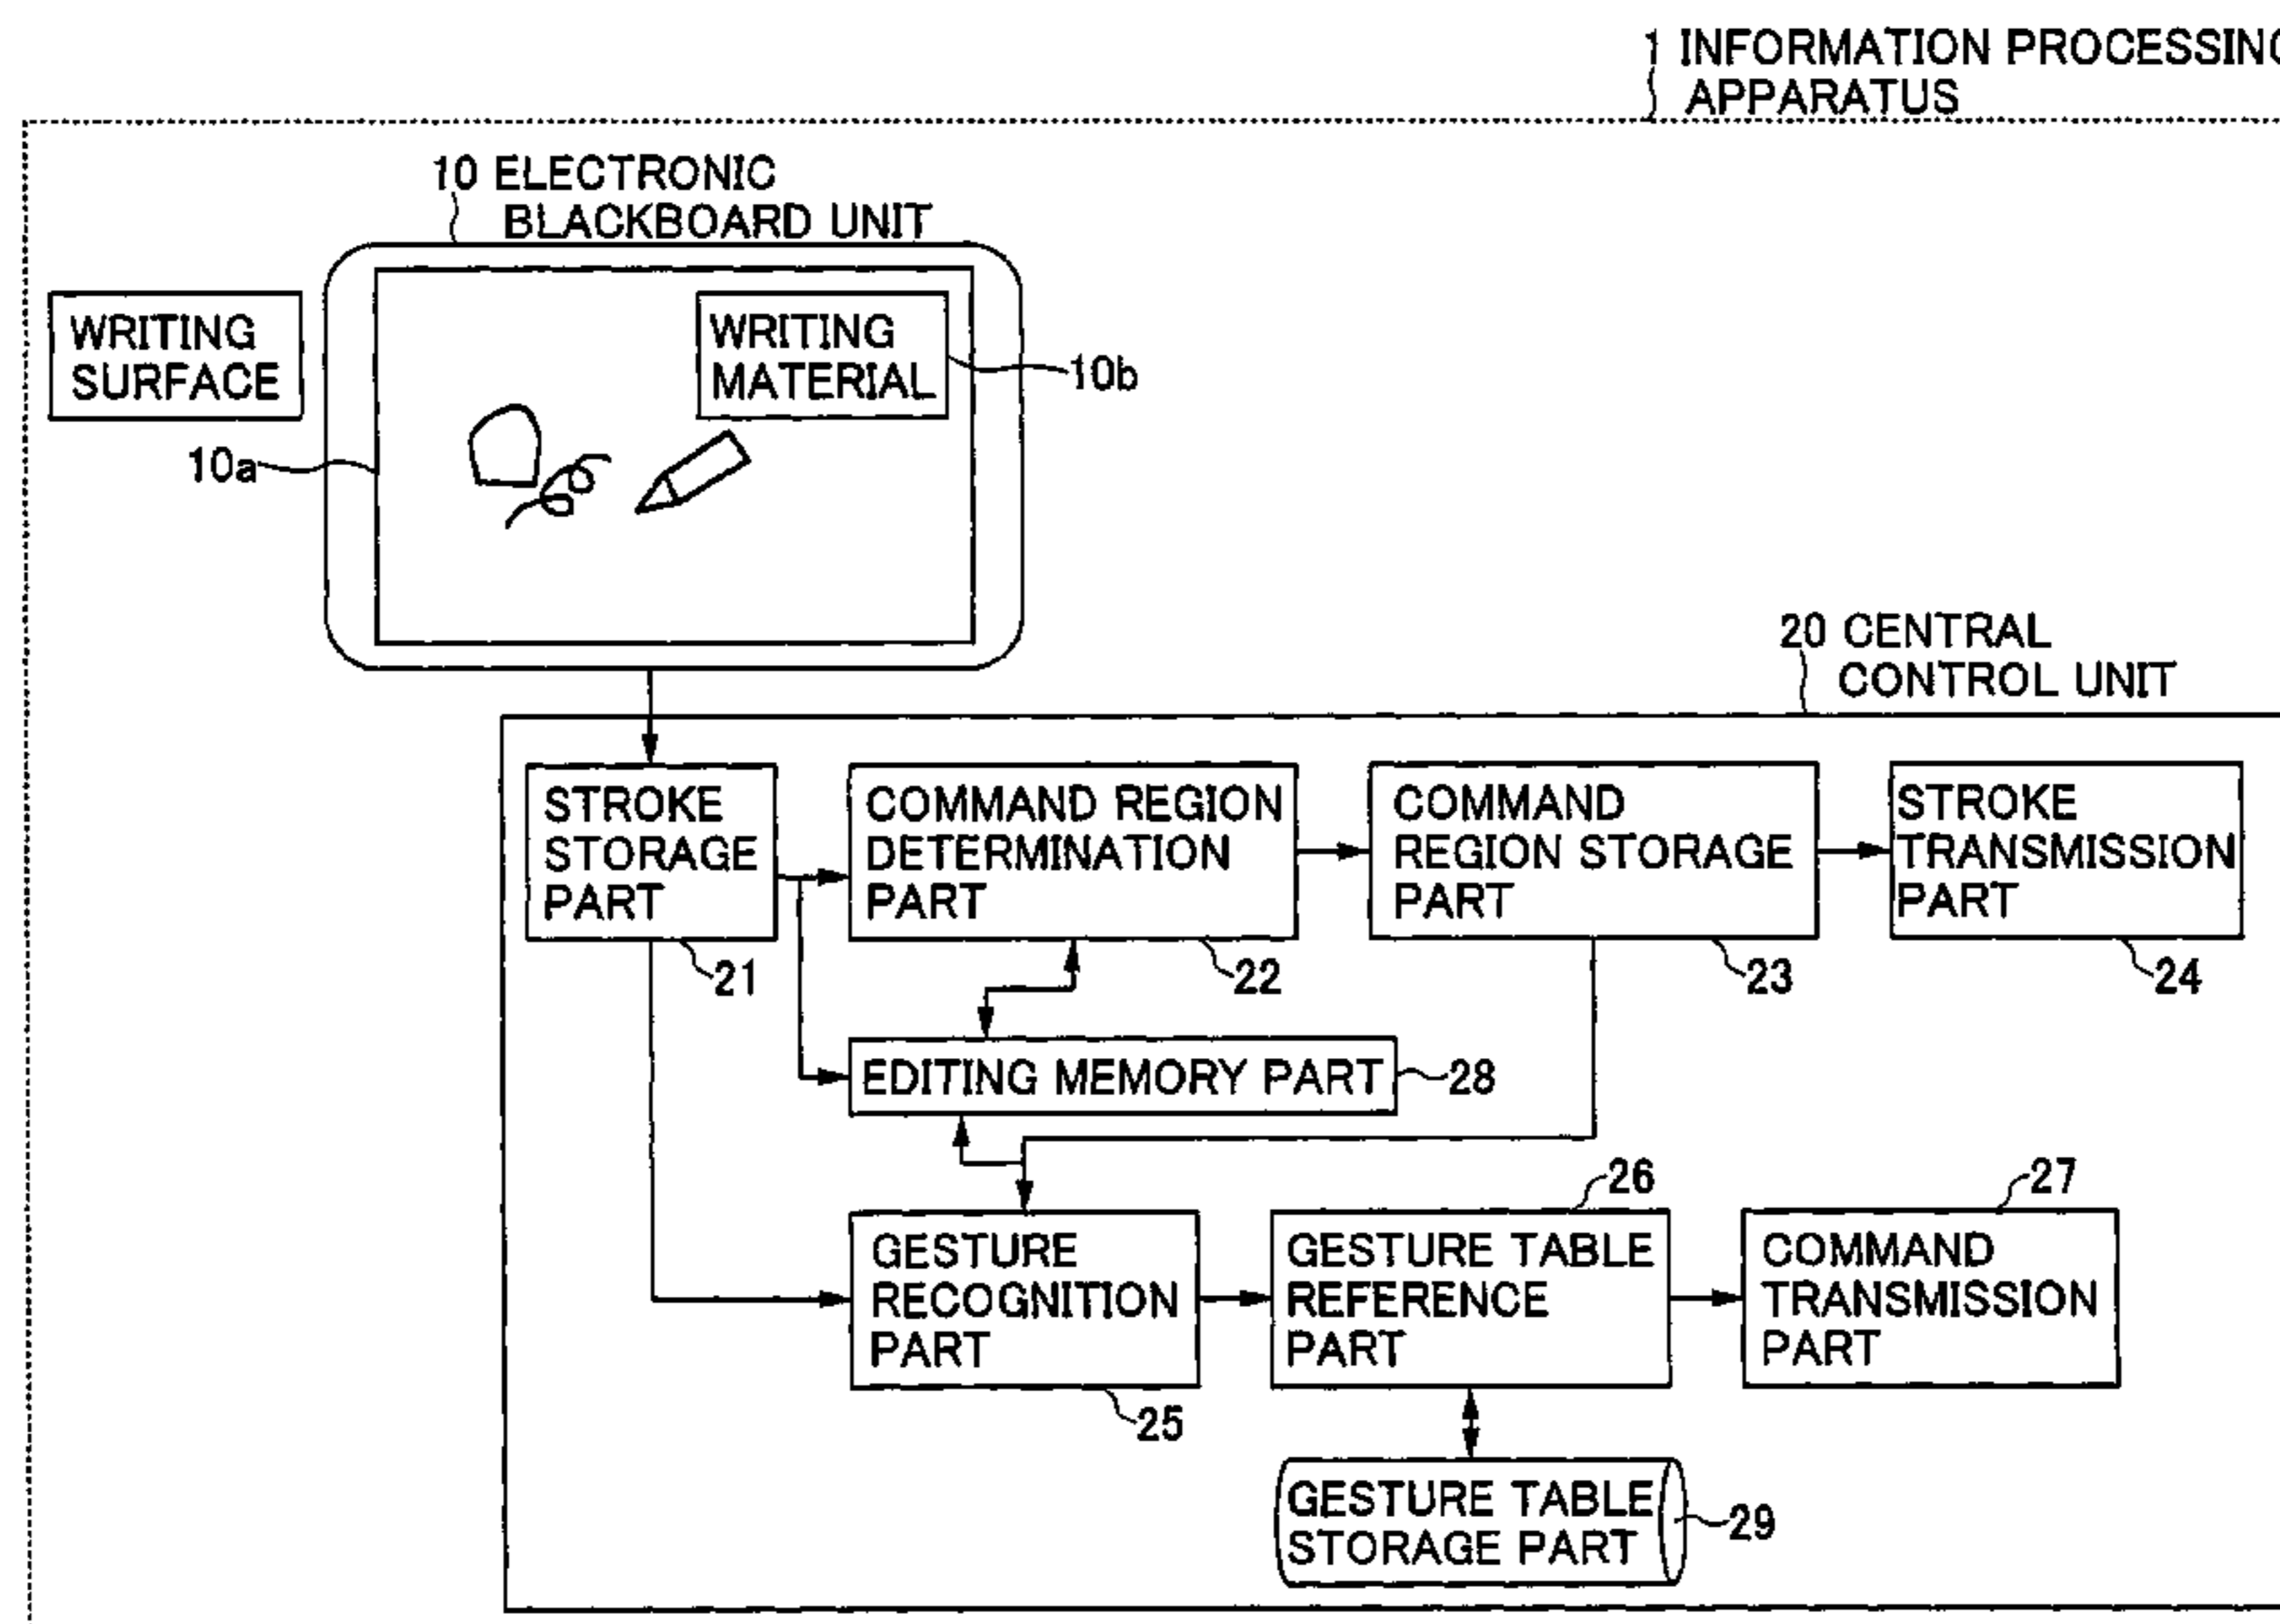 1 INFORMATION PROCESSING
APPARATUS
10 ELECTRONIC
BLACKBOARD UNIT
WRITING
SURFACE
WRITING
MATERIAL
10b
10a
20 CENTRAL
CONTROL UNIT
STROKE
STORAGE
PART
21
COMMAND REGION
DETERMINATION
PART
22
COMMAND
REGION STORAGE
PART
23
STROKE
TRANSMISSION
PART
24
EDITING MEMORY PART
28
GESTURE
RECOGNITION
PART
25
26
GESTURE TABLE
REFERENCE
PART
27
COMMAND
TRANSMISSION
PART
GESTURE TABLE
STORAGE PART
29